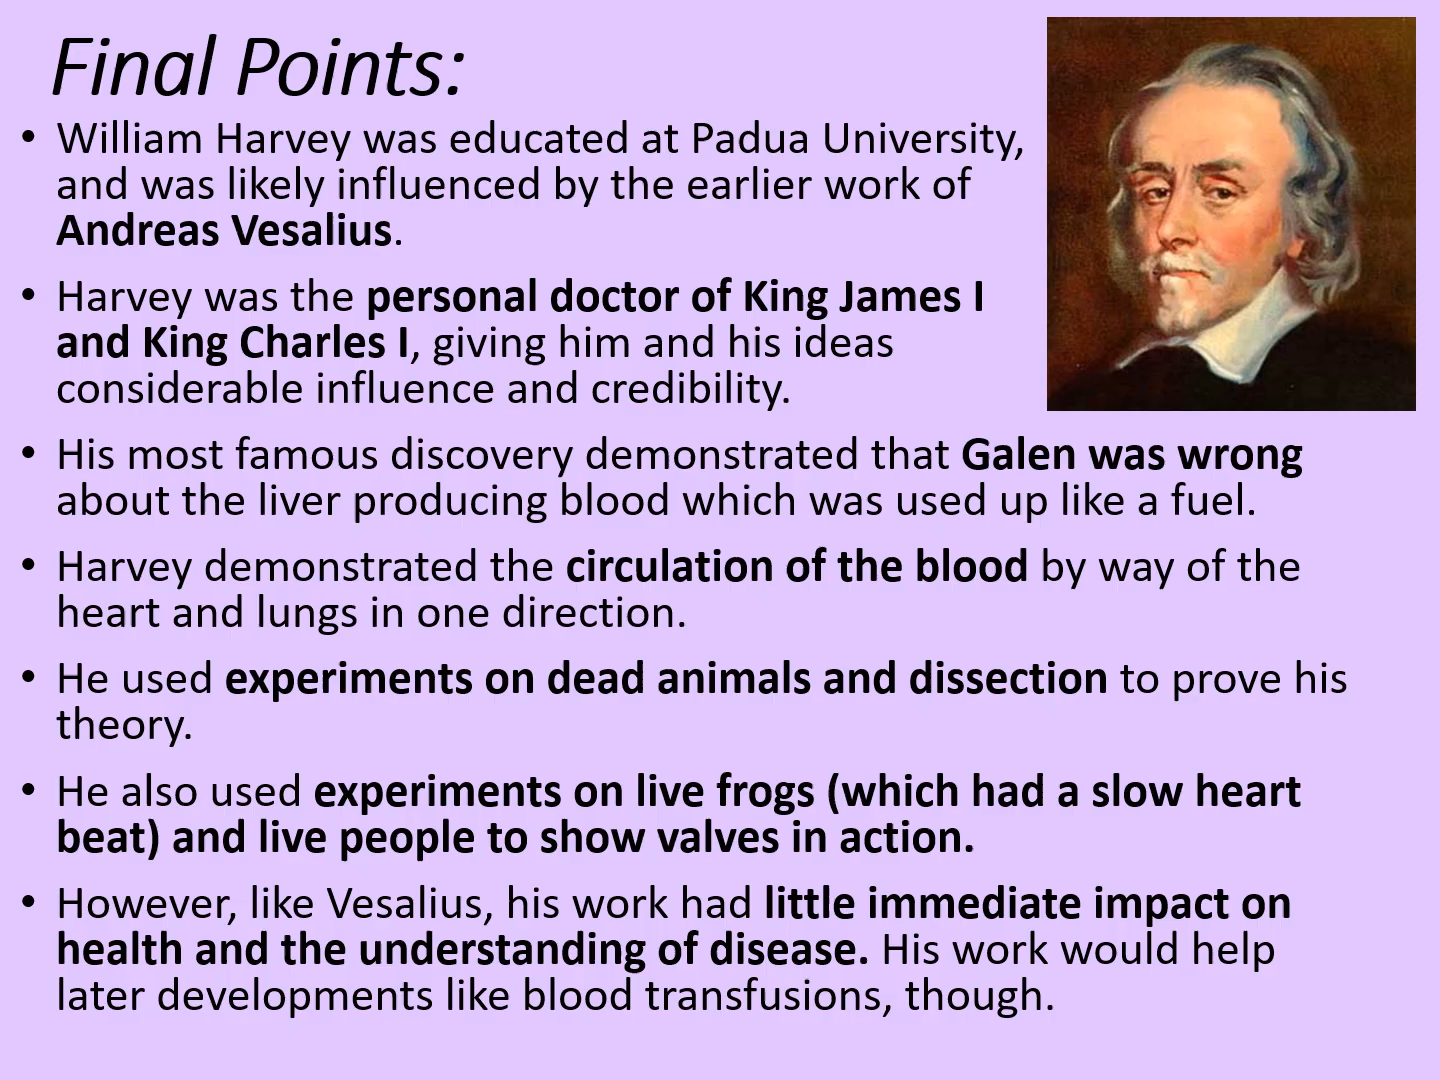 Final Points:
• William Harvey was educated at Padua University,
and was likely influenced by the earlier work of
Andreas Vesalius.
• Harvey was the personal doctor of King James I
and King Charles I, giving him and his ideas
considerable influence and credibility.
• His most famous discovery demonstrated that Galen was wrong
about the liver producing blood which was used up like a fuel.
• Harvey demonstrated the circulation of the blood by way of the
heart and lungs in one direction.
• He used experiments on dead animals and dissection to prove his
theory.
• He also used experiments on live frogs (which had a slow heart
beat) and live people to show valves in action.
• However, like Vesalius, his work had little immediate impact on
health and the understanding of disease. His work would help
later developments like blood transfusions, though.